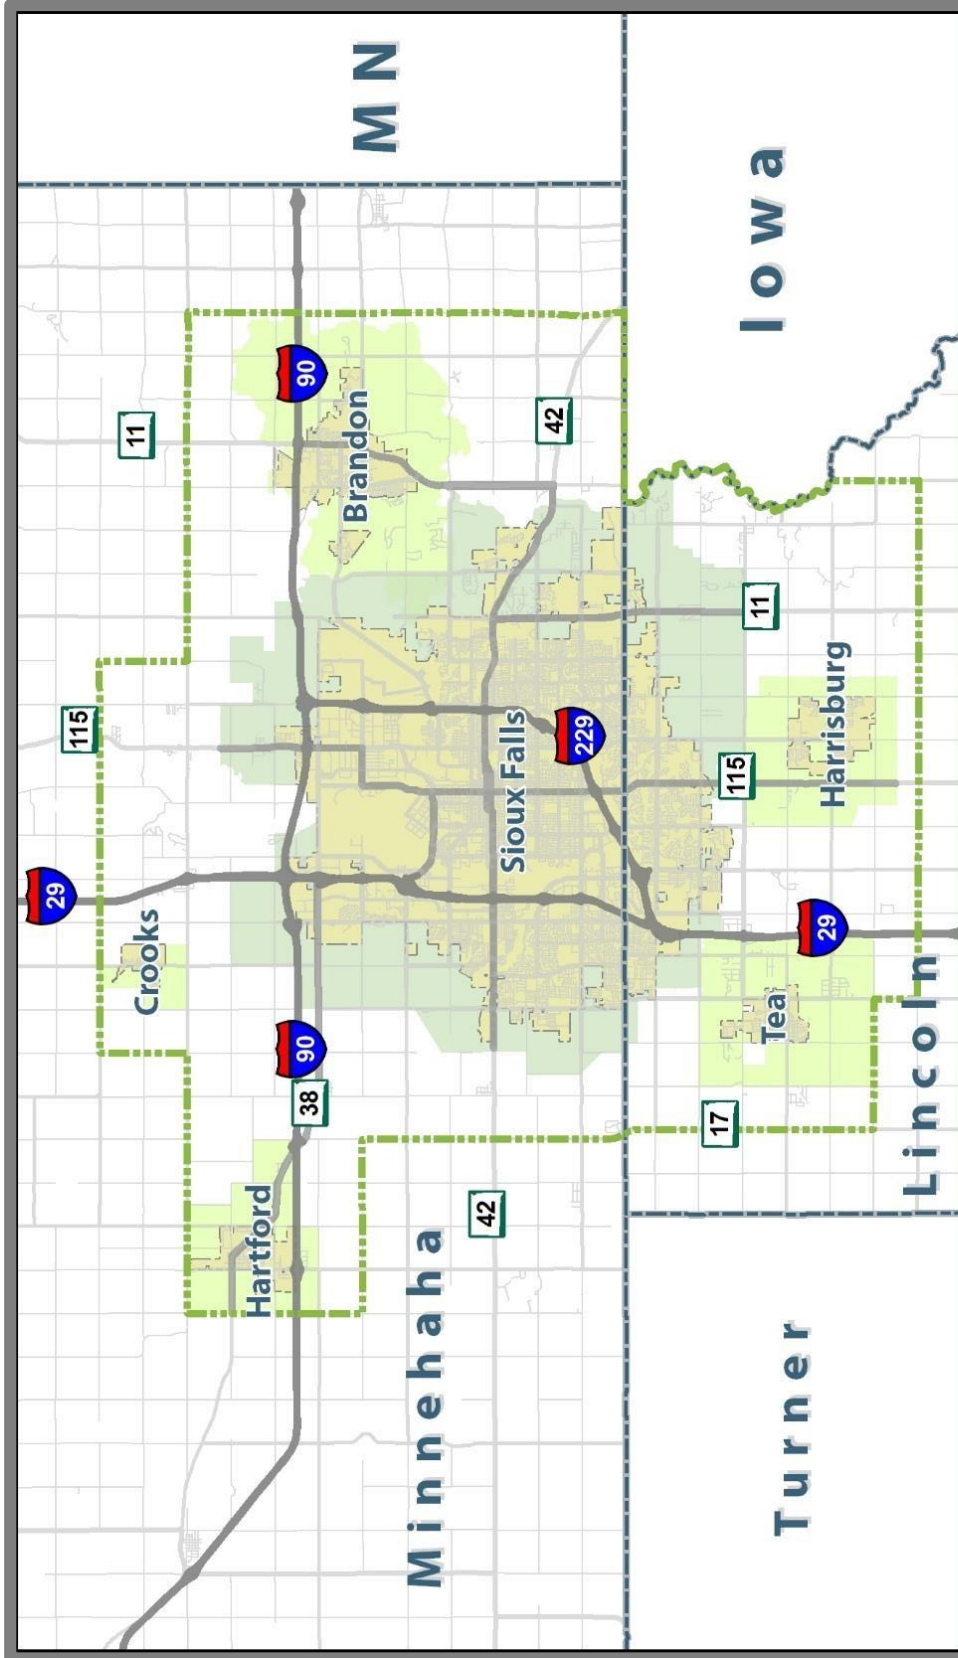 29
115
11
MN
Crooks
Hartford
90
90
38
Brandon
Minnehaha
42
Sioux Falls
42
229
Iowa
17
115
11
Tea
29
Harrisburg
Turner
Lincoln